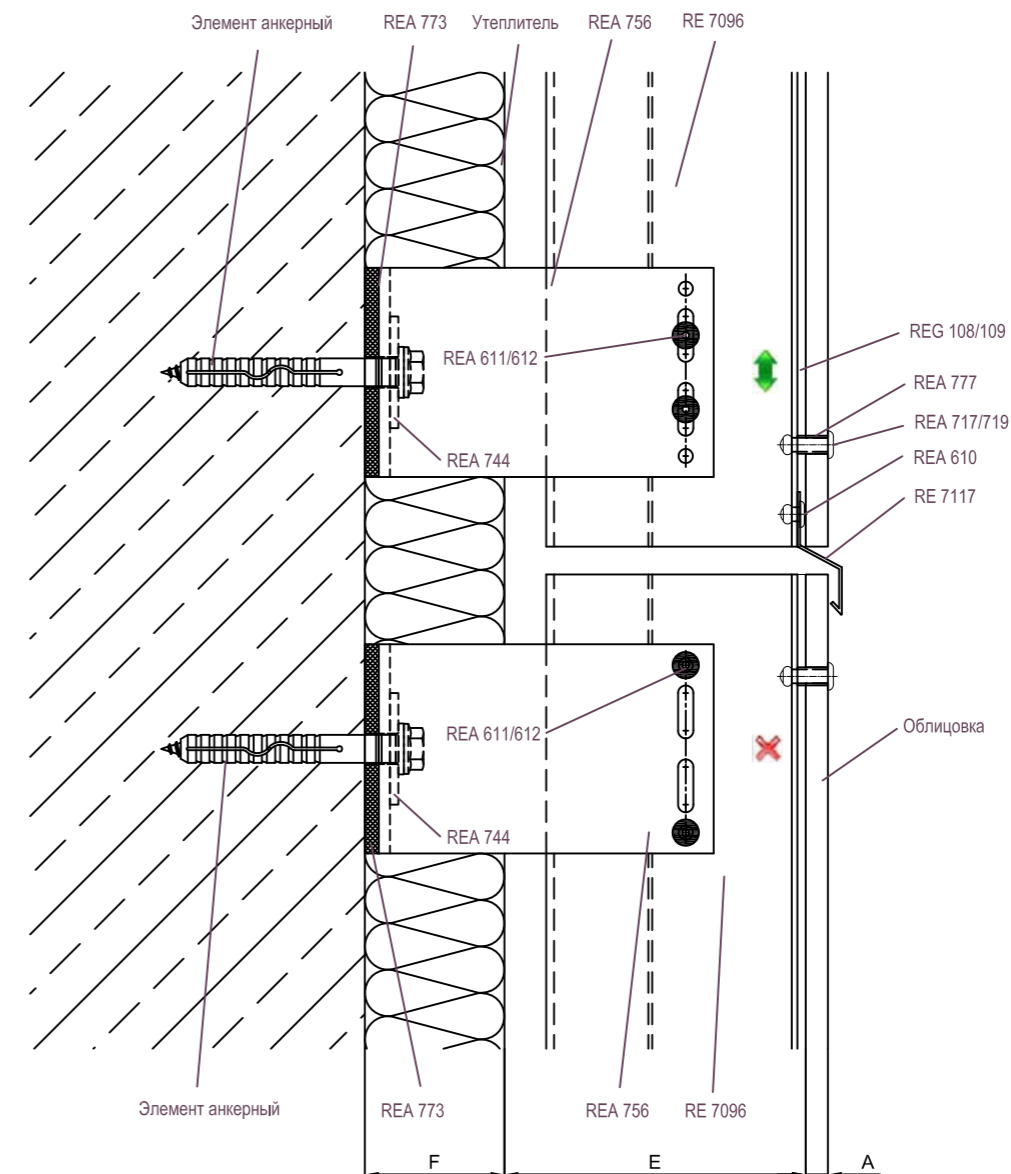 Элемент анкерный
REA 773
Утеплитель
REA 756
RE 7096
REG 108/109
REA 611/612
REA 777
REA 717/719
REA 744
REA 610
RE 7117
REA 611/612
Облицовка
REA 744
Элемент анкерный
REA 773
REA 756
RE 7096
F
E
A